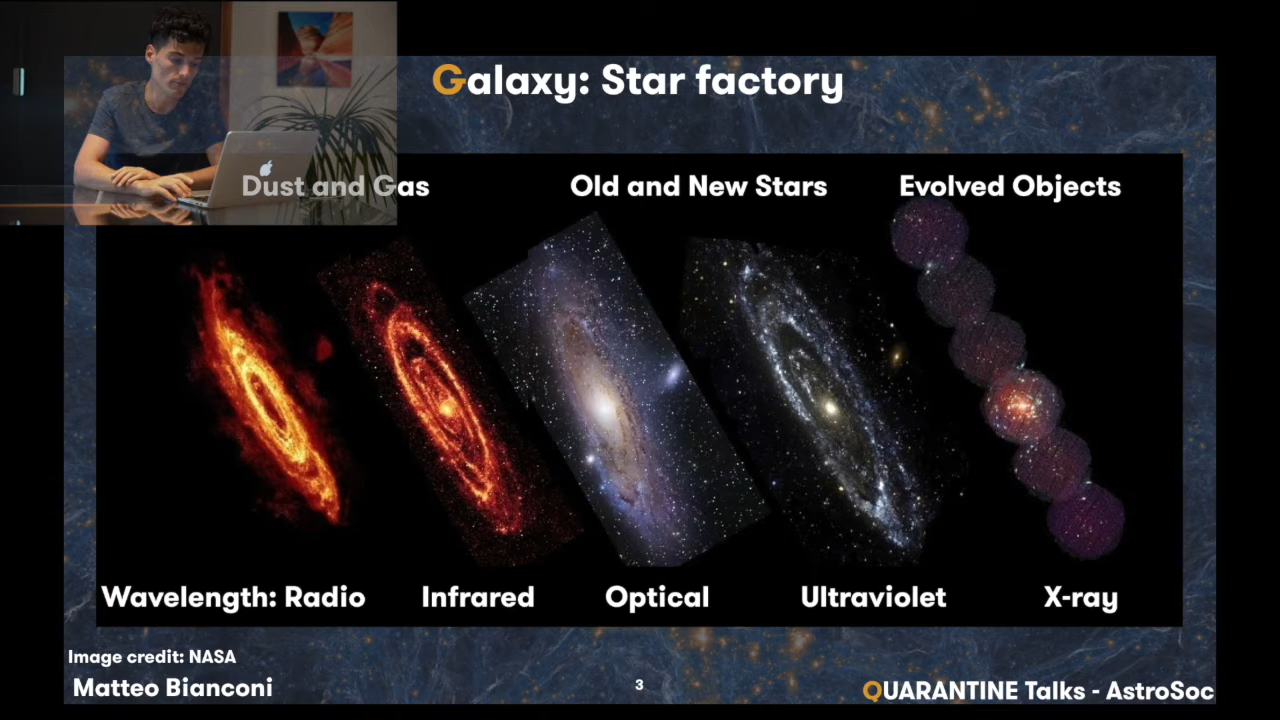 Galaxy: Star factory
Dust and Gas
Old and New Stars
Evolved Objects
Wavelength: Radio
Infrared
Optical
Ultraviolet
X-ray
Image credit: NASA
Matteo Bianconi
3
QUARANTINE Talks - AstroSoc